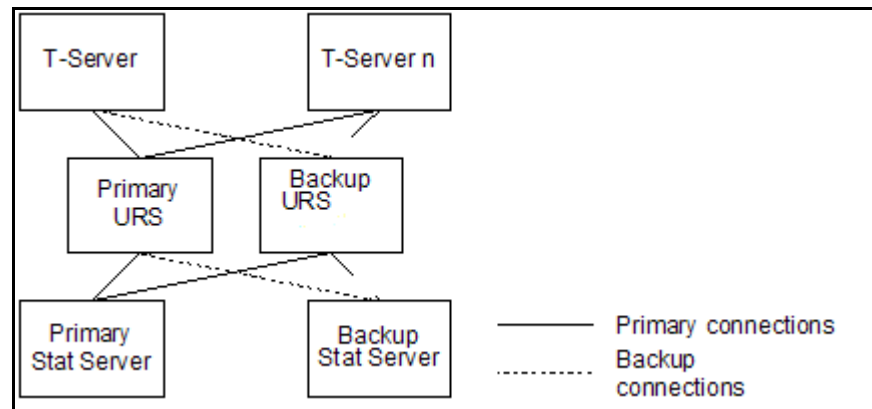 T-Server
T-Server n
Primary
URS
Backup
URS
Primary
Stat Server
Backup
Stat Server
Primary connections
Backup
connections